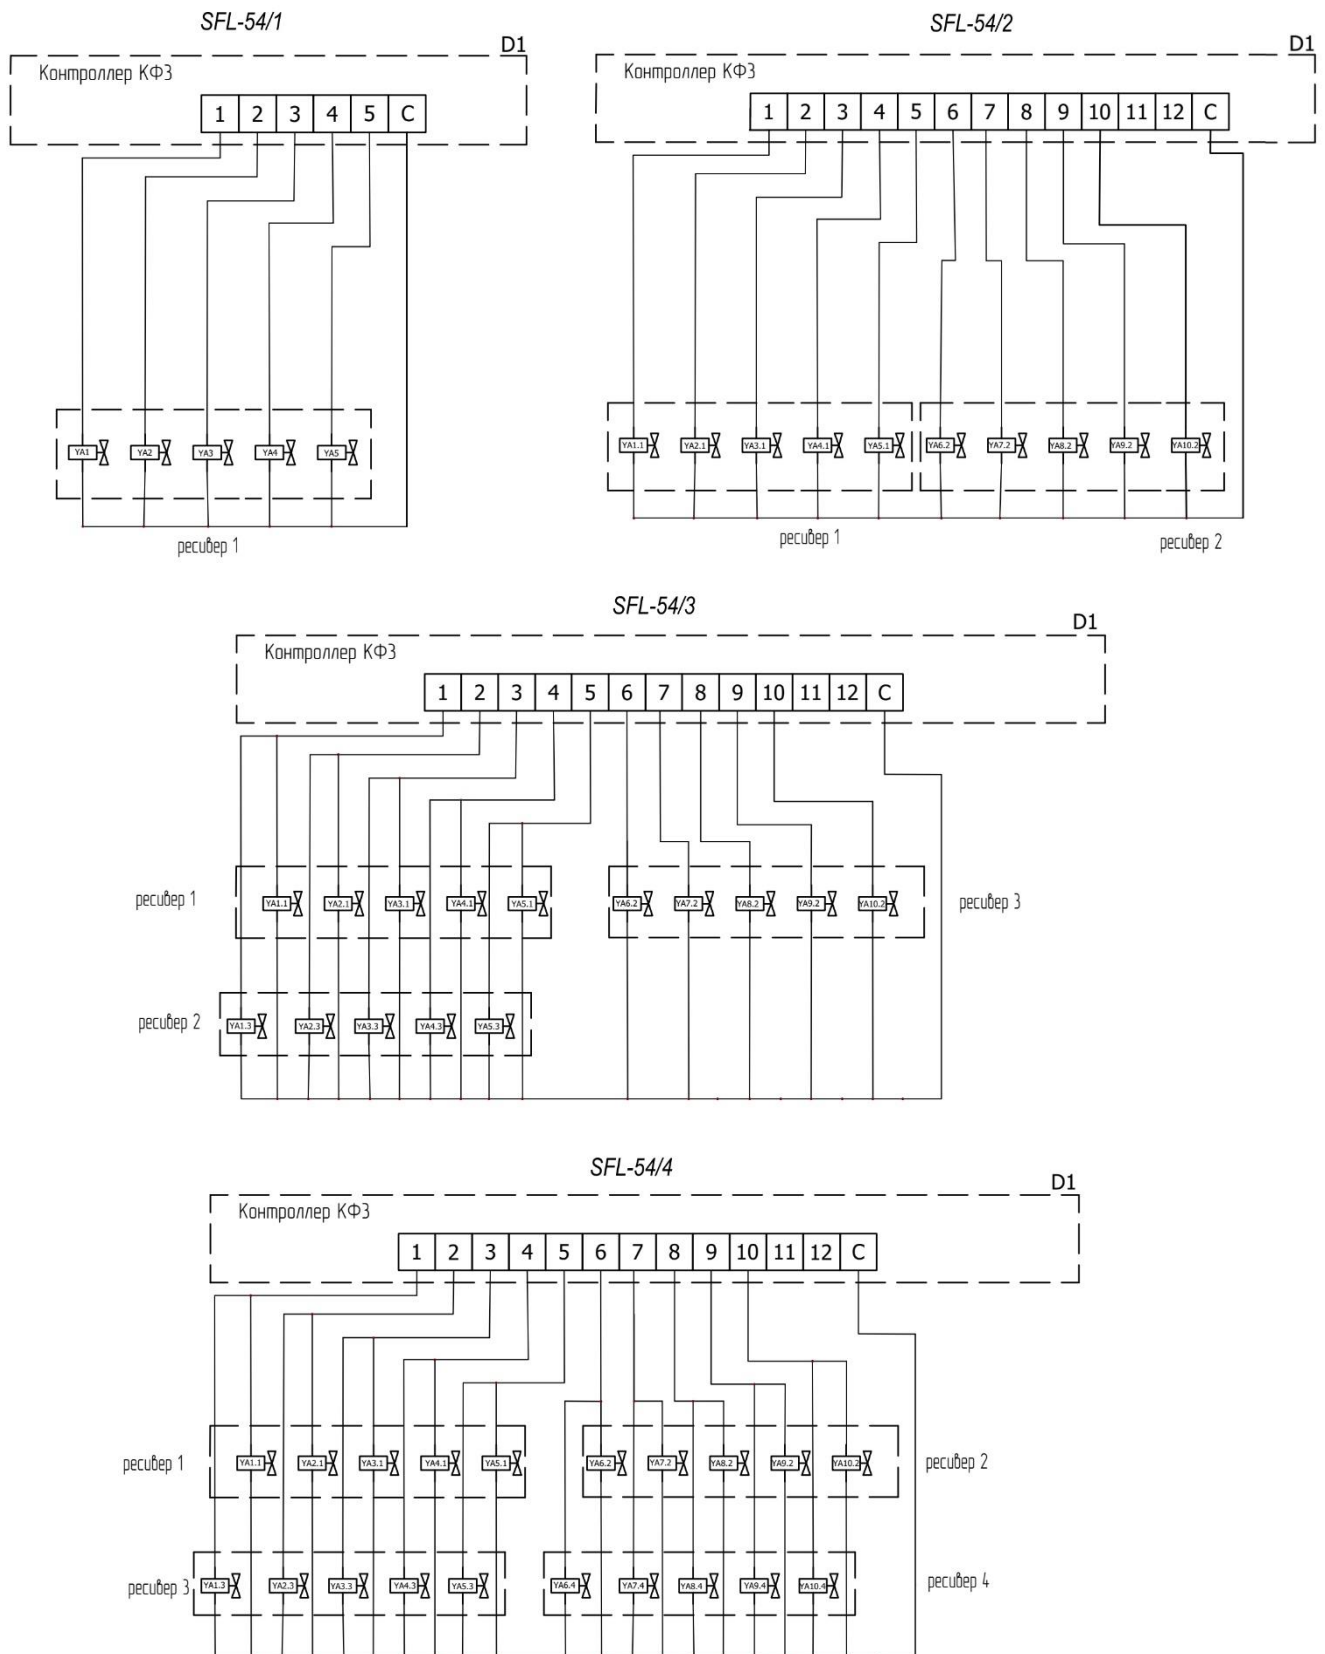 SFL-54/1
D1
Контроллер КФ3
1 2 3 4 5 C
YA1 YA2 YA3 YA4 YA5
ресивер 1
SFL-54/2
D1
Контроллер КФ3
1 2 3 4 5 6 7 8 9 10 11 12 C
YA1.1 YA2.1 YA3.1 YA4.1 YA5.1 YA6.2 YA7.2 YA8.2 YA9.2 YA10.2
ресивер 1
ресивер 2
SFL-54/3
D1
Контроллер КФ3
1 2 3 4 5 6 7 8 9 10 11 12 C
ресивер 1
YA1.1 YA2.1 YA3.1 YA4.1 YA5.1 YA6.2 YA7.2 YA8.2 YA9.2 YA10.2
ресивер 3
ресивер 2
YA1.3 YA2.3 YA3.3 YA4.3 YA5.3
SFL-54/4
D1
Контроллер КФ3
1 2 3 4 5 6 7 8 9 10 11 12 C
ресивер 1
YA1.1 YA2.1 YA3.1 YA4.1 YA5.1 YA6.2 YA7.2 YA8.2 YA9.2 YA10.2
ресивер 2
ресивер 3
YA1.3 YA2.3 YA3.3 YA4.3 YA5.3 YA6.4 YA7.4 YA8.4 YA9.4 YA10.4
ресивер 4